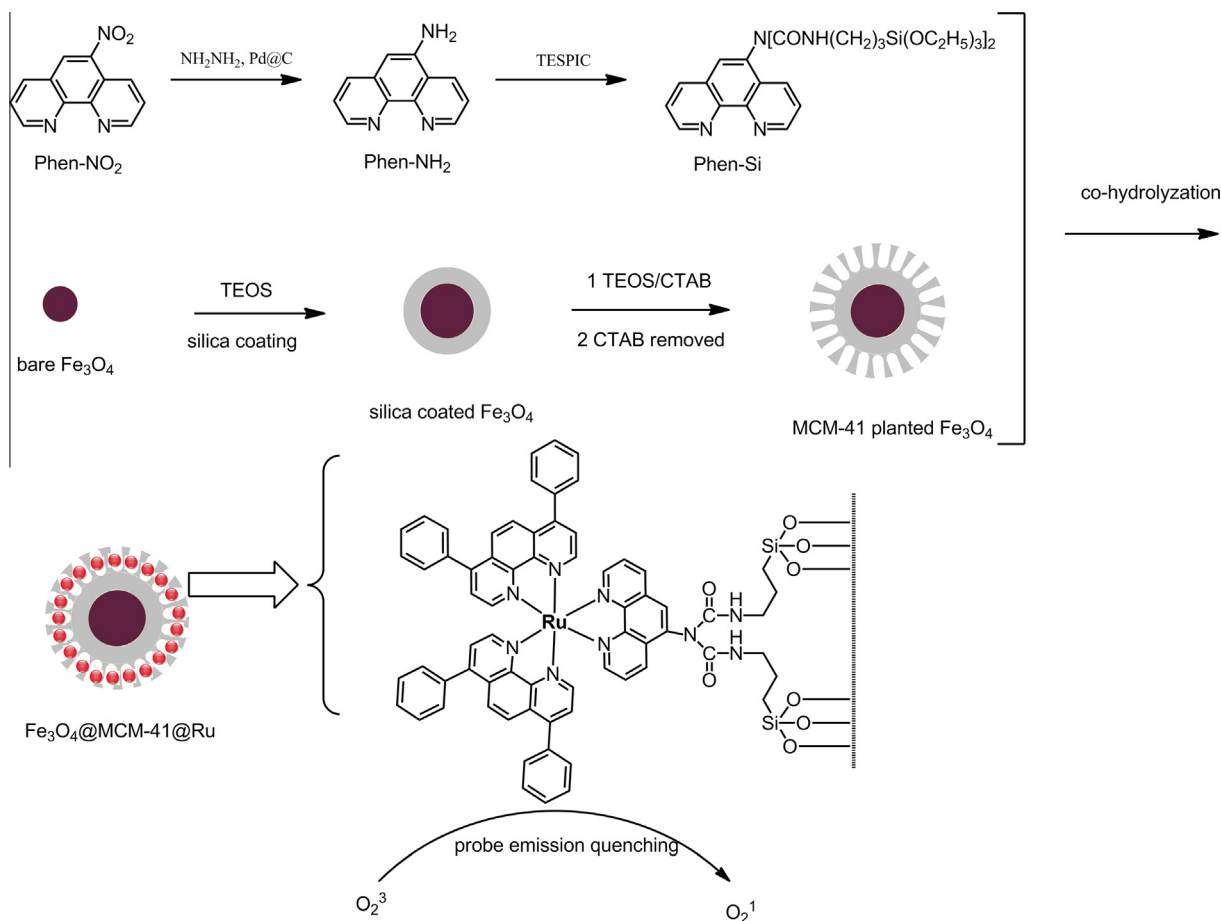 NO₂
NH₂
N[CONH(CH₂)₃Si(OC₂H₅)₃]₂
NH₂NH₂, Pd@C
TESPIC
N N
N N
N N
Phen-NO₂
Phen-NH₂
Phen-Si
co-hydrolyzation
TEOS
silica coating
1 TEOS/CTAB
2 CTAB removed
bare Fe₃O₄
silica coated Fe₃O₄
MCM-41 planted Fe₃O₄
O
Si O
O
N
N N
O
C N
H
Ru
N
H
C N
O
N N
N
O
Si O
O
Fe₃O₄@MCM-41@Ru
probe emission quenching
O₂³
O₂¹